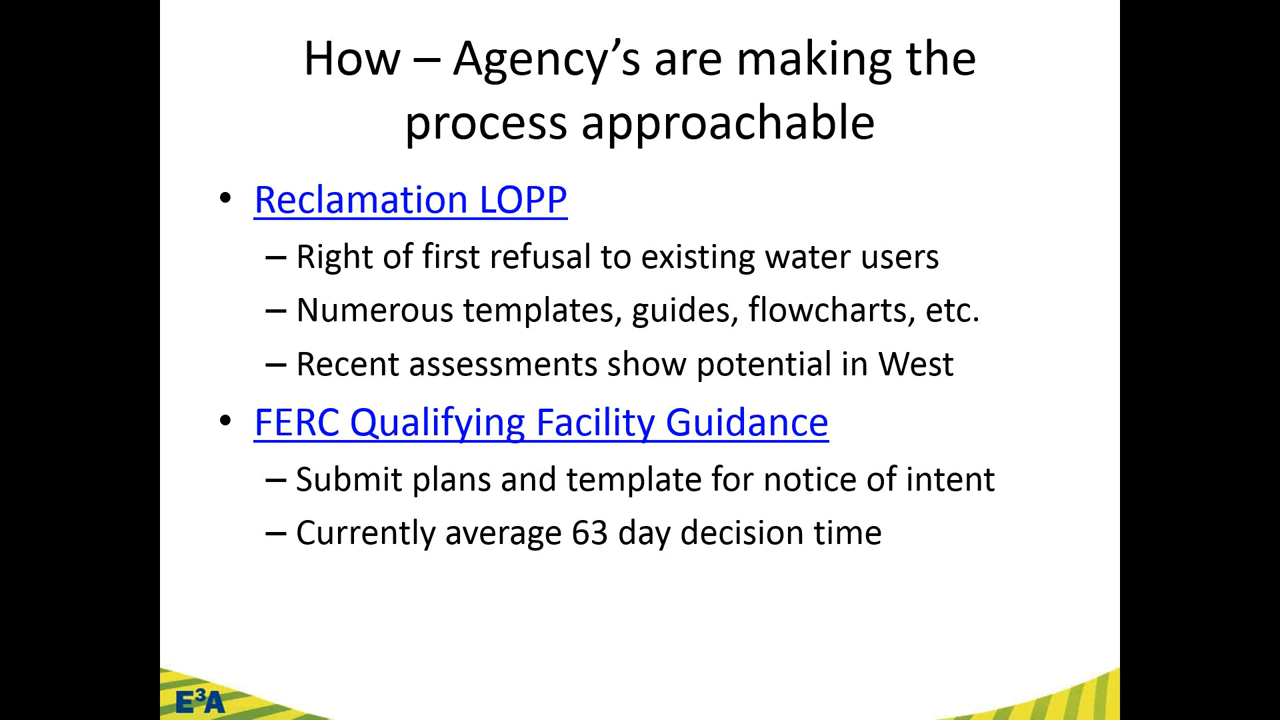 How – Agency’s are making the
process approachable
• Reclamation LOPP
– Right of first refusal to existing water users
– Numerous templates, guides, flowcharts, etc.
– Recent assessments show potential in West
• FERC Qualifying Facility Guidance
– Submit plans and template for notice of intent
– Currently average 63 day decision time
E³A